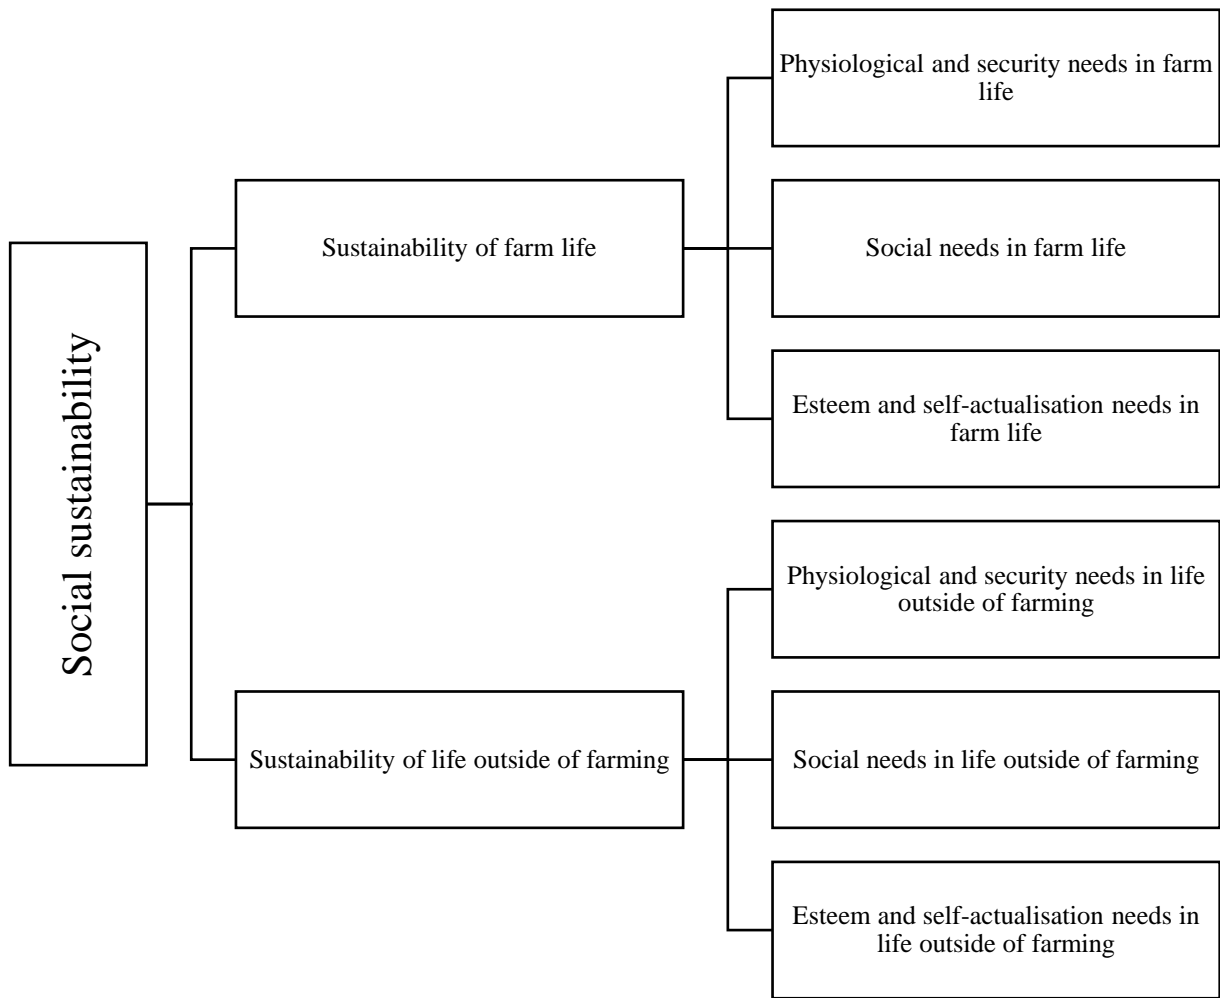 Social sustainability
Sustainability of farm life
Physiological and security needs in farm
life
Social needs in farm life
Esteem and self-actualisation needs in
farm life
Sustainability of life outside of farming
Physiological and security needs in life
outside of farming
Social needs in life outside of farming
Esteem and self-actualisation needs in
life outside of farming